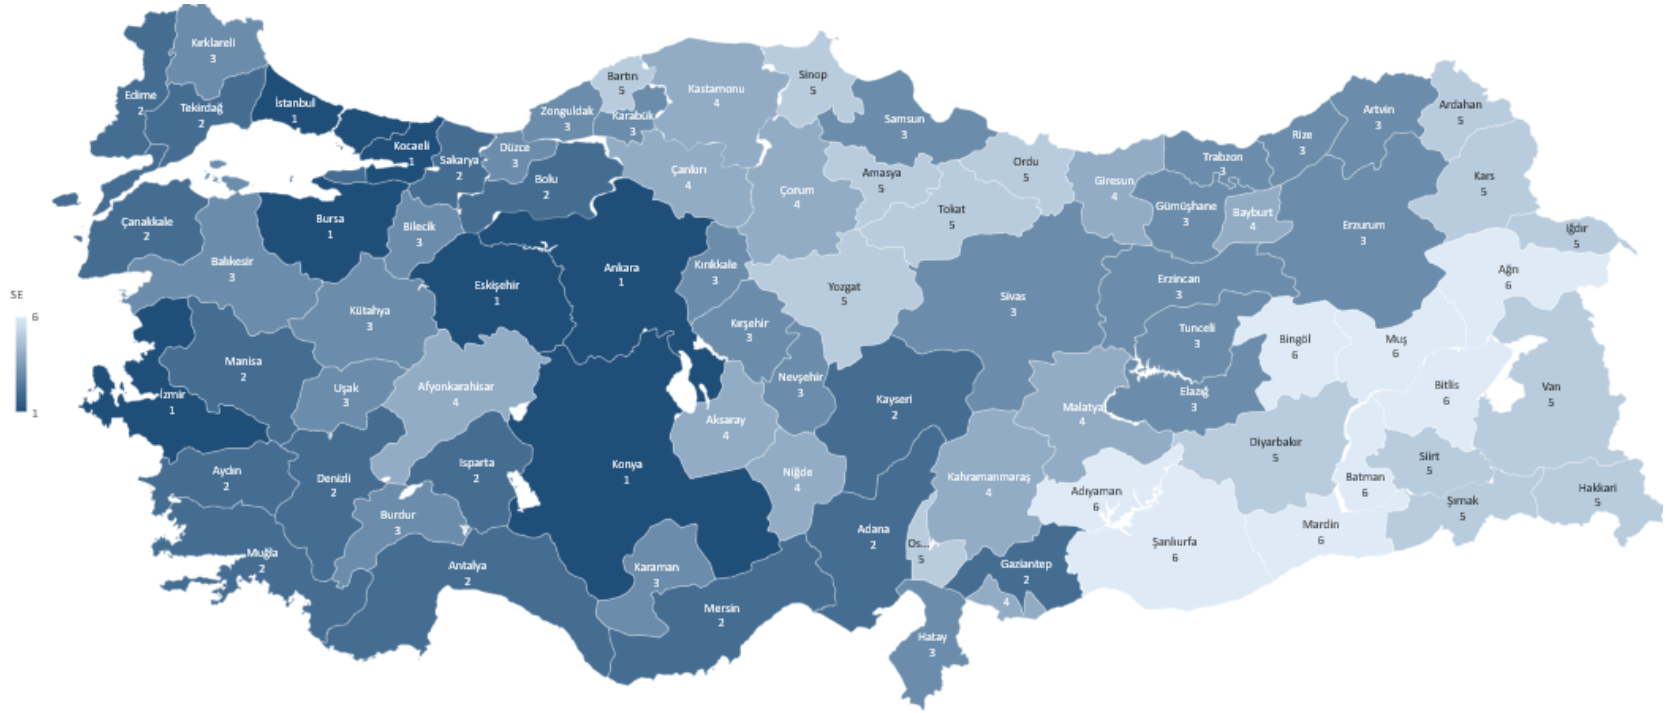 Kırklareli
3
Edirne
2
Tekirdağ
2
İstanbul
1
Kocaeli
1
Sakarya
2
Düzce
3
Zonguldak
3
Bartın
5
Karabük
3
Kastamonu
4
Sinop
5
Samsun
3
Bolu
2
Çankırı
4
Çorum
4
Amasya
5
Ordu
5
Tokat
5
Giresun
4
Trabzon
3
Rize
3
Artvin
3
Ardahan
5
Kars
5
Iğdır
5
Gümüşhane
3
Bayburt
4
Erzurum
3
Ağrı
6
Çanakkale
2
Balıkesir
3
Bursa
1
Bilecik
3
Kütahya
3
Eskişehir
1
Ankara
1
Kırıkkale
3
Kırşehir
3
Yozgat
5
Sivas
3
Erzincan
3
Tunceli
3
Bingöl
6
Muş
6
Bitlis
6
Van
5
SE
6
1
Manisa
2
İzmir
1
Uşak
3
Afyonkarahisar
4
Konya
1
Aksaray
4
Nevşehir
3
Kayseri
2
Niğde
4
Malatya
4
Elazığ
3
Diyarbakır
5
Siirt
5
Batman
6
Şırnak
5
Hakkari
5
Mardin
6
Şanlıurfa
6
Adıyaman
6
Kahramanmaraş
4
Aydın
2
Denizli
2
Isparta
2
Burdur
3
Muğla
2
Antalya
2
Karaman
3
Mersin
2
Adana
2
Os...
5
Gaziantep
2
4
Hatay
3